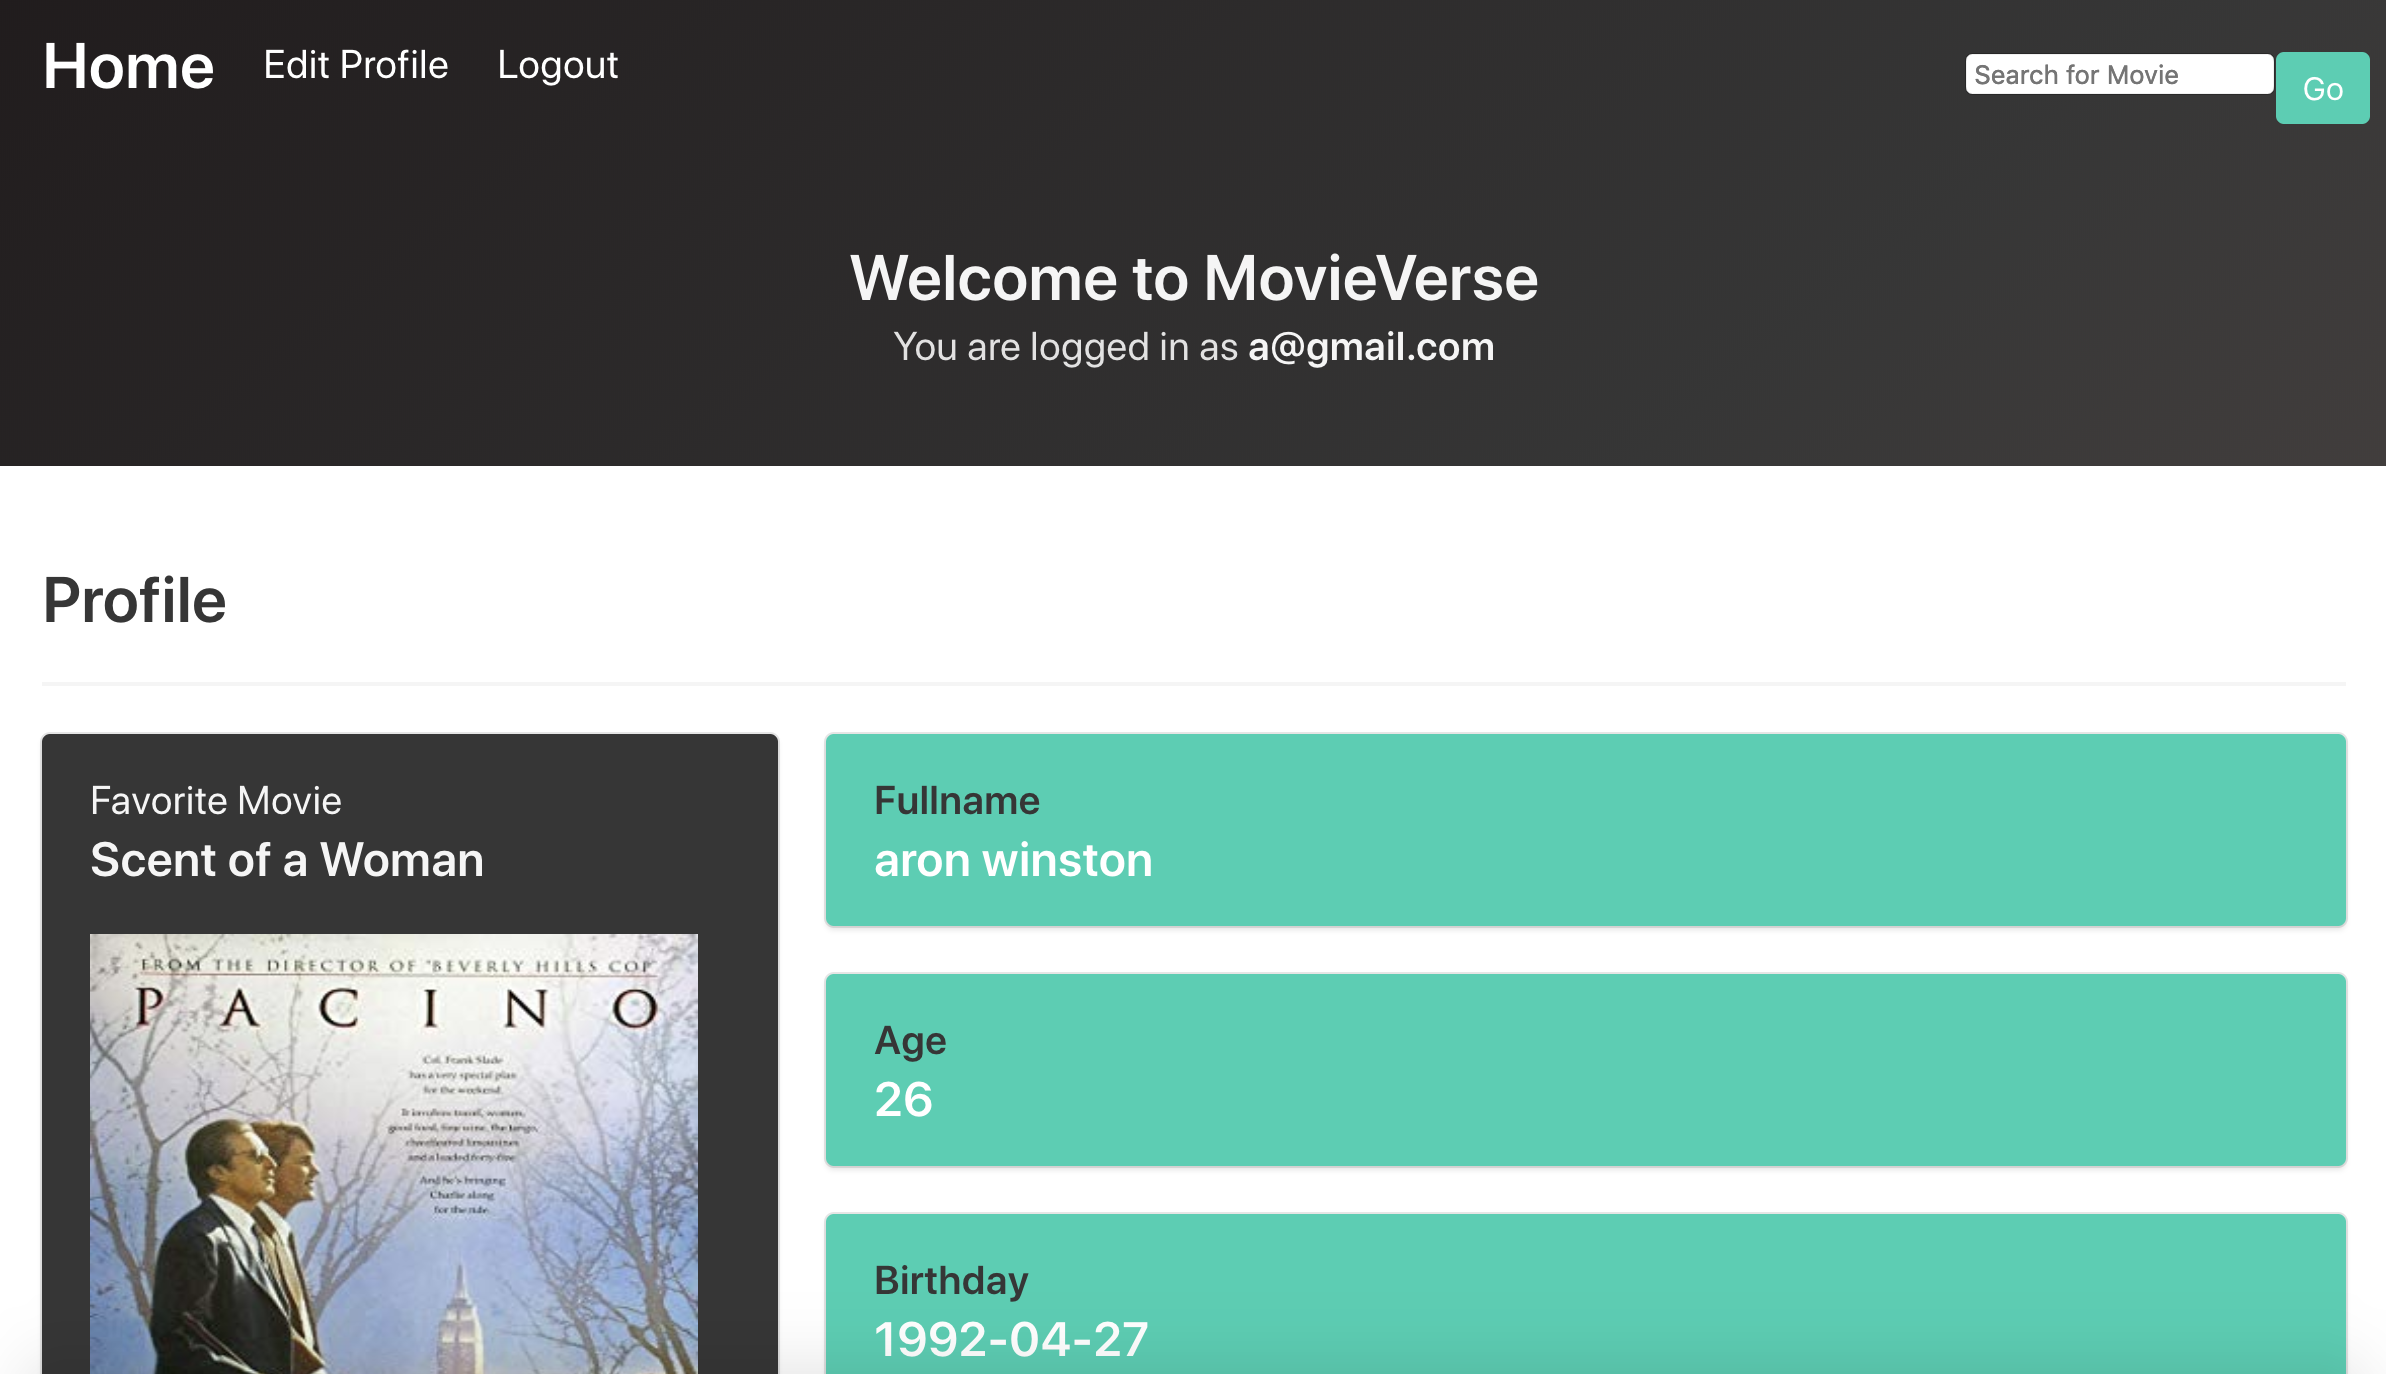 Home Edit Profile Logout
Search for Movie Go
Welcome to MovieVerse
You are logged in as a@gmail.com
Profile
Favorite Movie
Scent of a Woman
FROM THE DIRECTOR OF "BEVERLY HILLS COP"
PACINO
Col. Frank Slade
has a very special plan
for the weekend.
It involves travel, women,
good food, fine wine, the tango,
chauffeured limousines
and a loaded forty-five.
And he's bringing
Charlie along
for the ride.
Fullname
aron winston
Age
26
Birthday
1992-04-27